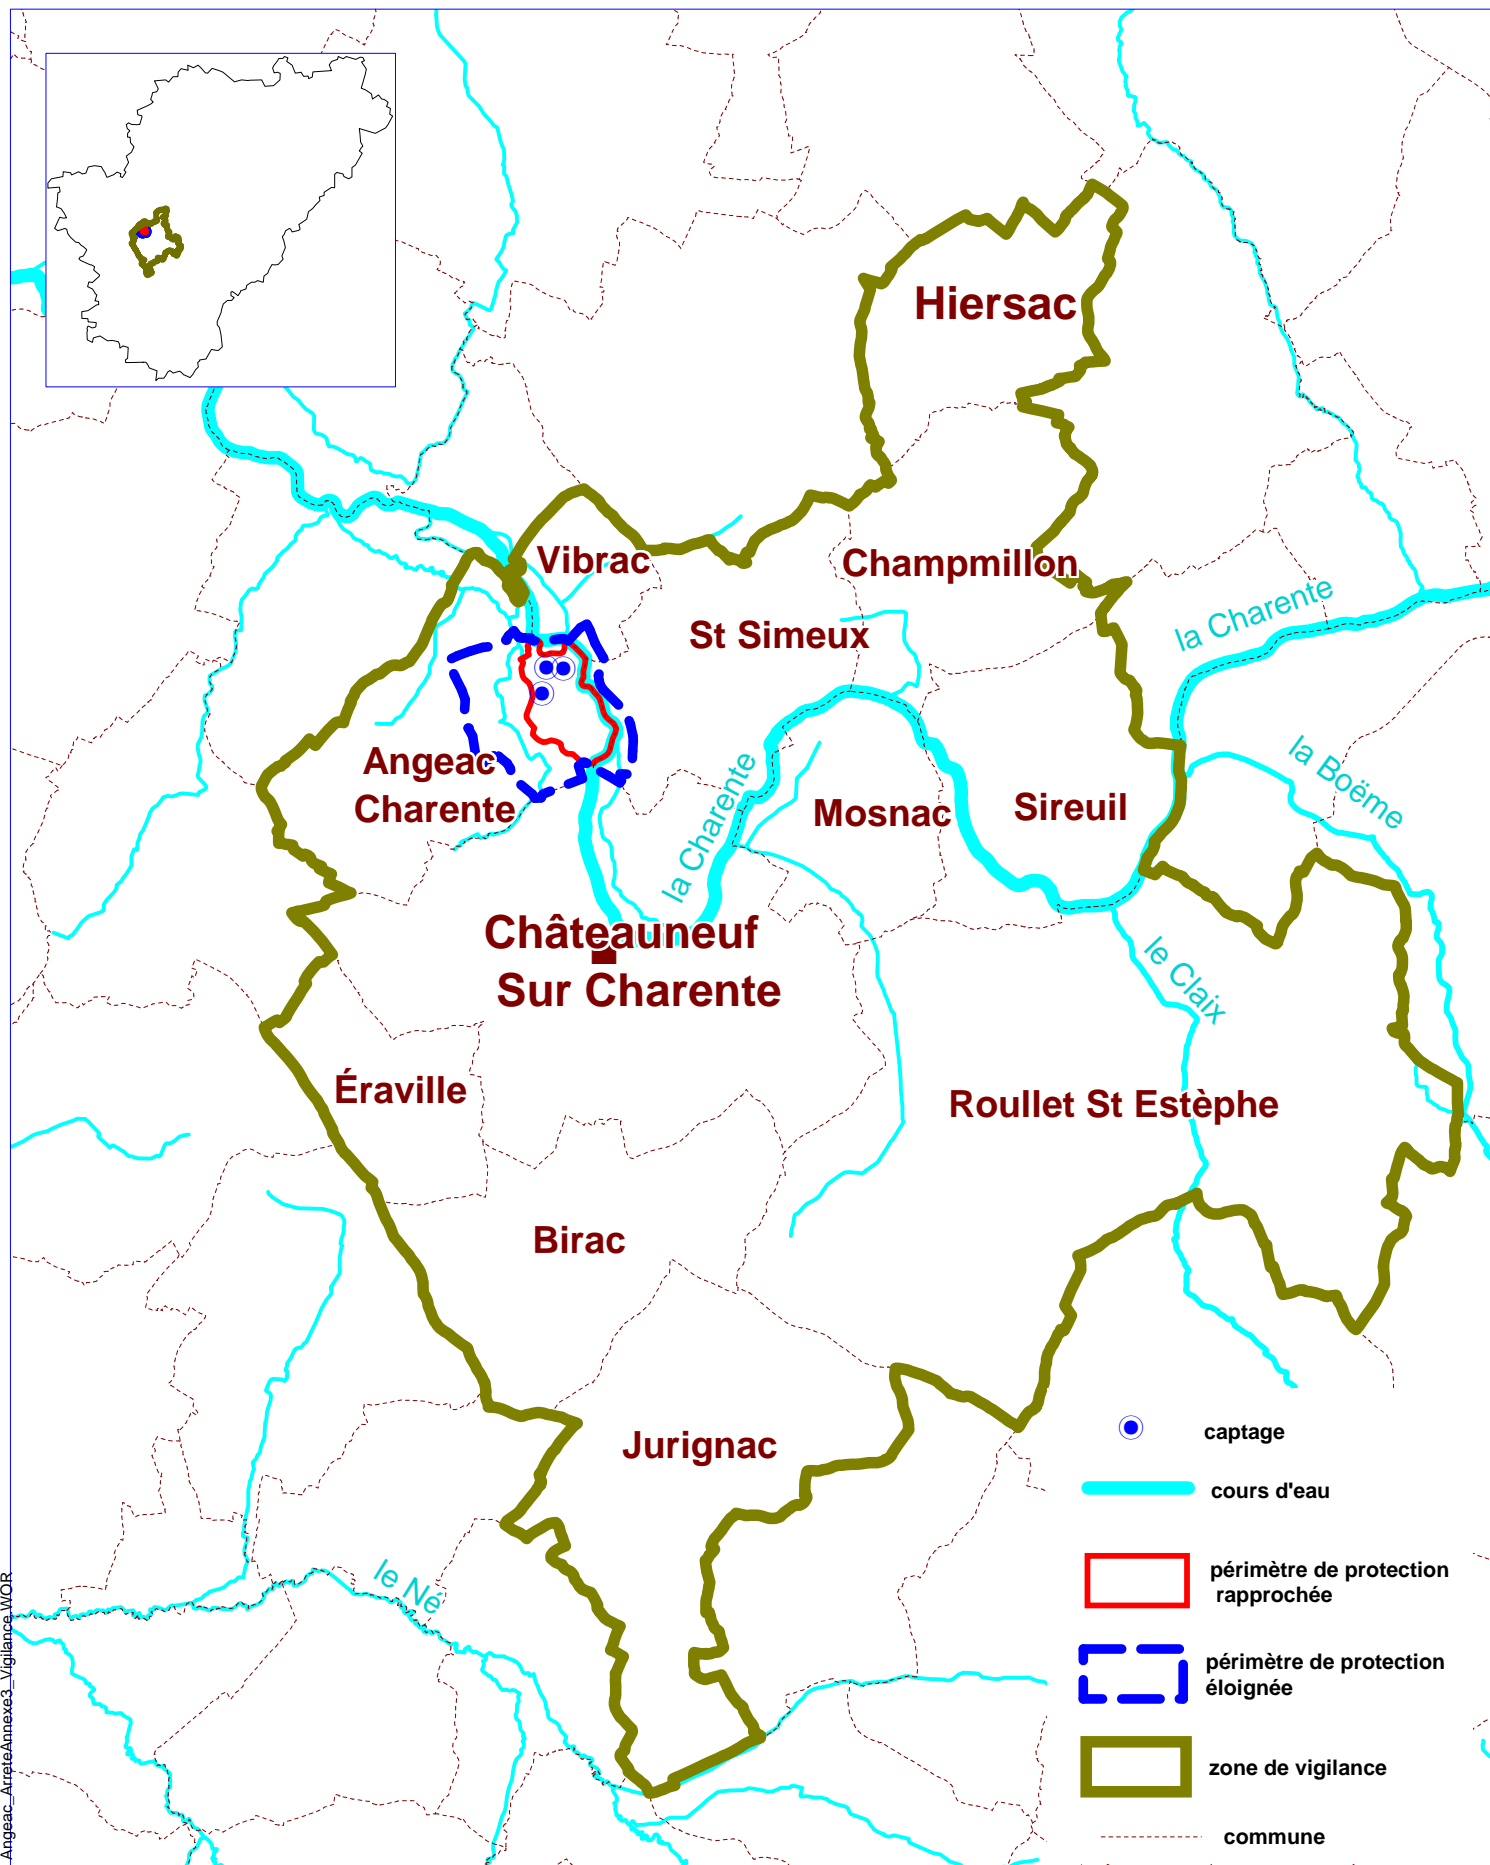 Hiersac
Vibrac
Champmillon
la Charente
St Simeux
la Boëme
Angeac
Charente
la Charente
Mosnac
Sireuil
Châteauneuf
Sur Charente
le Claix
Éraville
Roullet St Estèphe
Birac
Jurignac
le Né
captage
cours d'eau
périmètre de protection
rapprochée
périmètre de protection
éloignée
zone de vigilance
commune
Angeac_ArreteAnnexe3_Vigilance.WOR